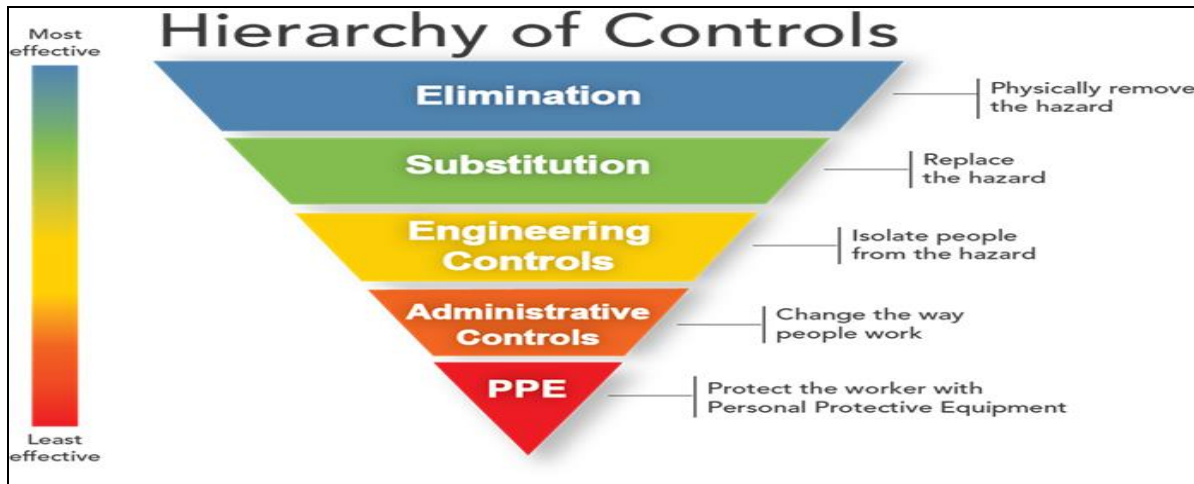 Hierarchy of Controls
Most
effective
Elimination
Physically remove
the hazard
Substitution
Replace
the hazard
Engineering
Controls
Isolate people
from the hazard
Administrative
Controls
Change the way
people work
PPE
Protect the worker with
Personal Protective Equipment
Least
effective